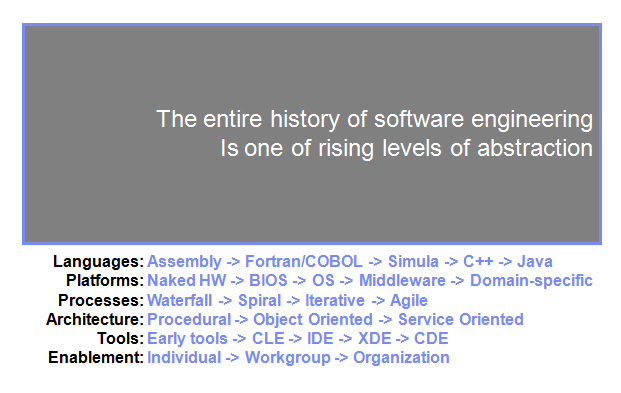 The entire history of software engineering
Is one of rising levels of abstraction
Languages: Assembly -> Fortran/COBOL -> Simula -> C++ -> Java
Platforms: Naked HW -> BIOS -> OS -> Middleware -> Domain-specific
Processes: Waterfall -> Spiral -> Iterative -> Agile
Architecture: Procedural -> Object Oriented -> Service Oriented
Tools: Early tools -> CLE -> IDE -> XDE -> CDE
Enablement: Individual -> Workgroup -> Organization